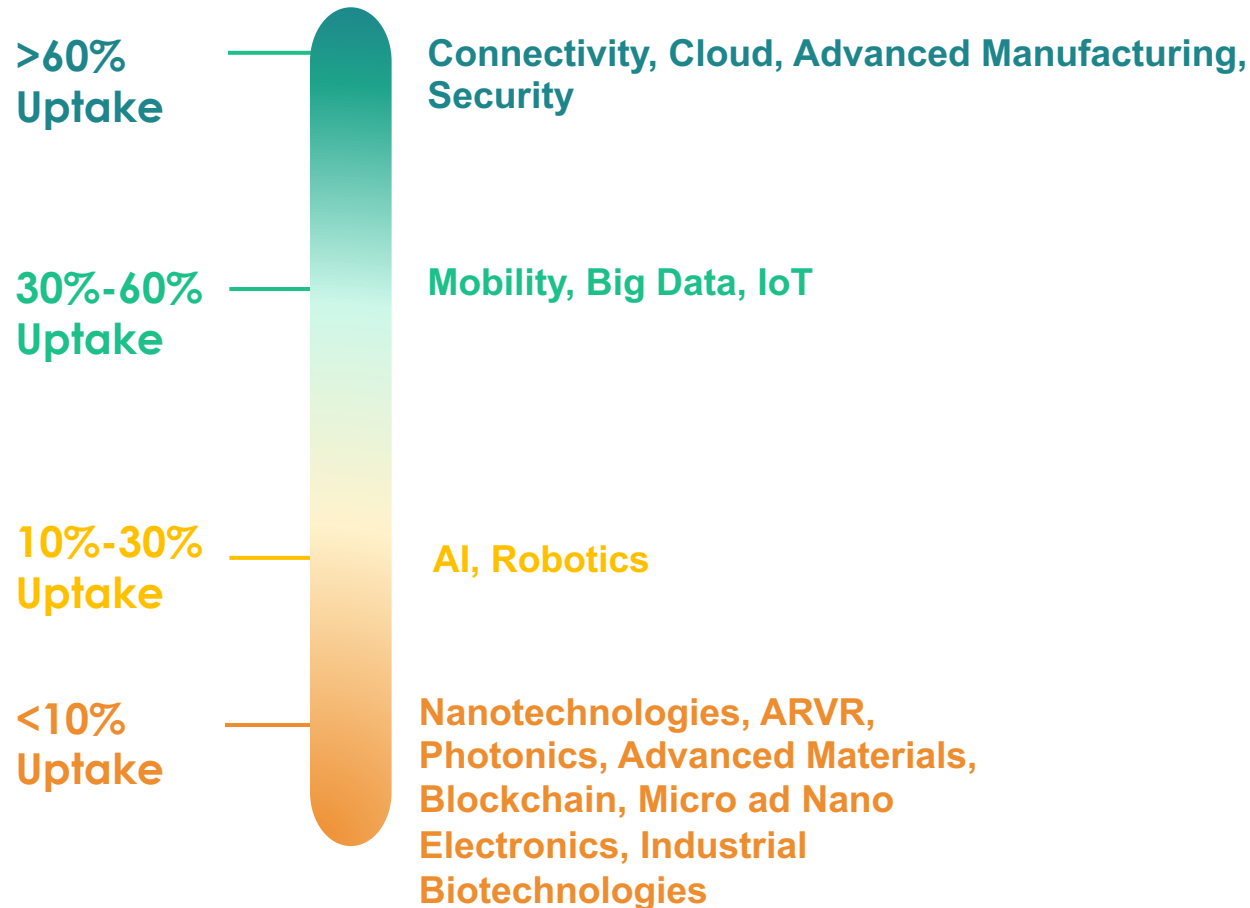 >60%
Uptake
Connectivity, Cloud, Advanced Manufacturing,
Security
30%-60%
Uptake
Mobility, Big Data, IoT
10%-30%
Uptake
AI, Robotics
<10%
Uptake
Nanotechnologies, ARVR,
Photonics, Advanced Materials,
Blockchain, Micro ad Nano
Electronics, Industrial
Biotechnologies